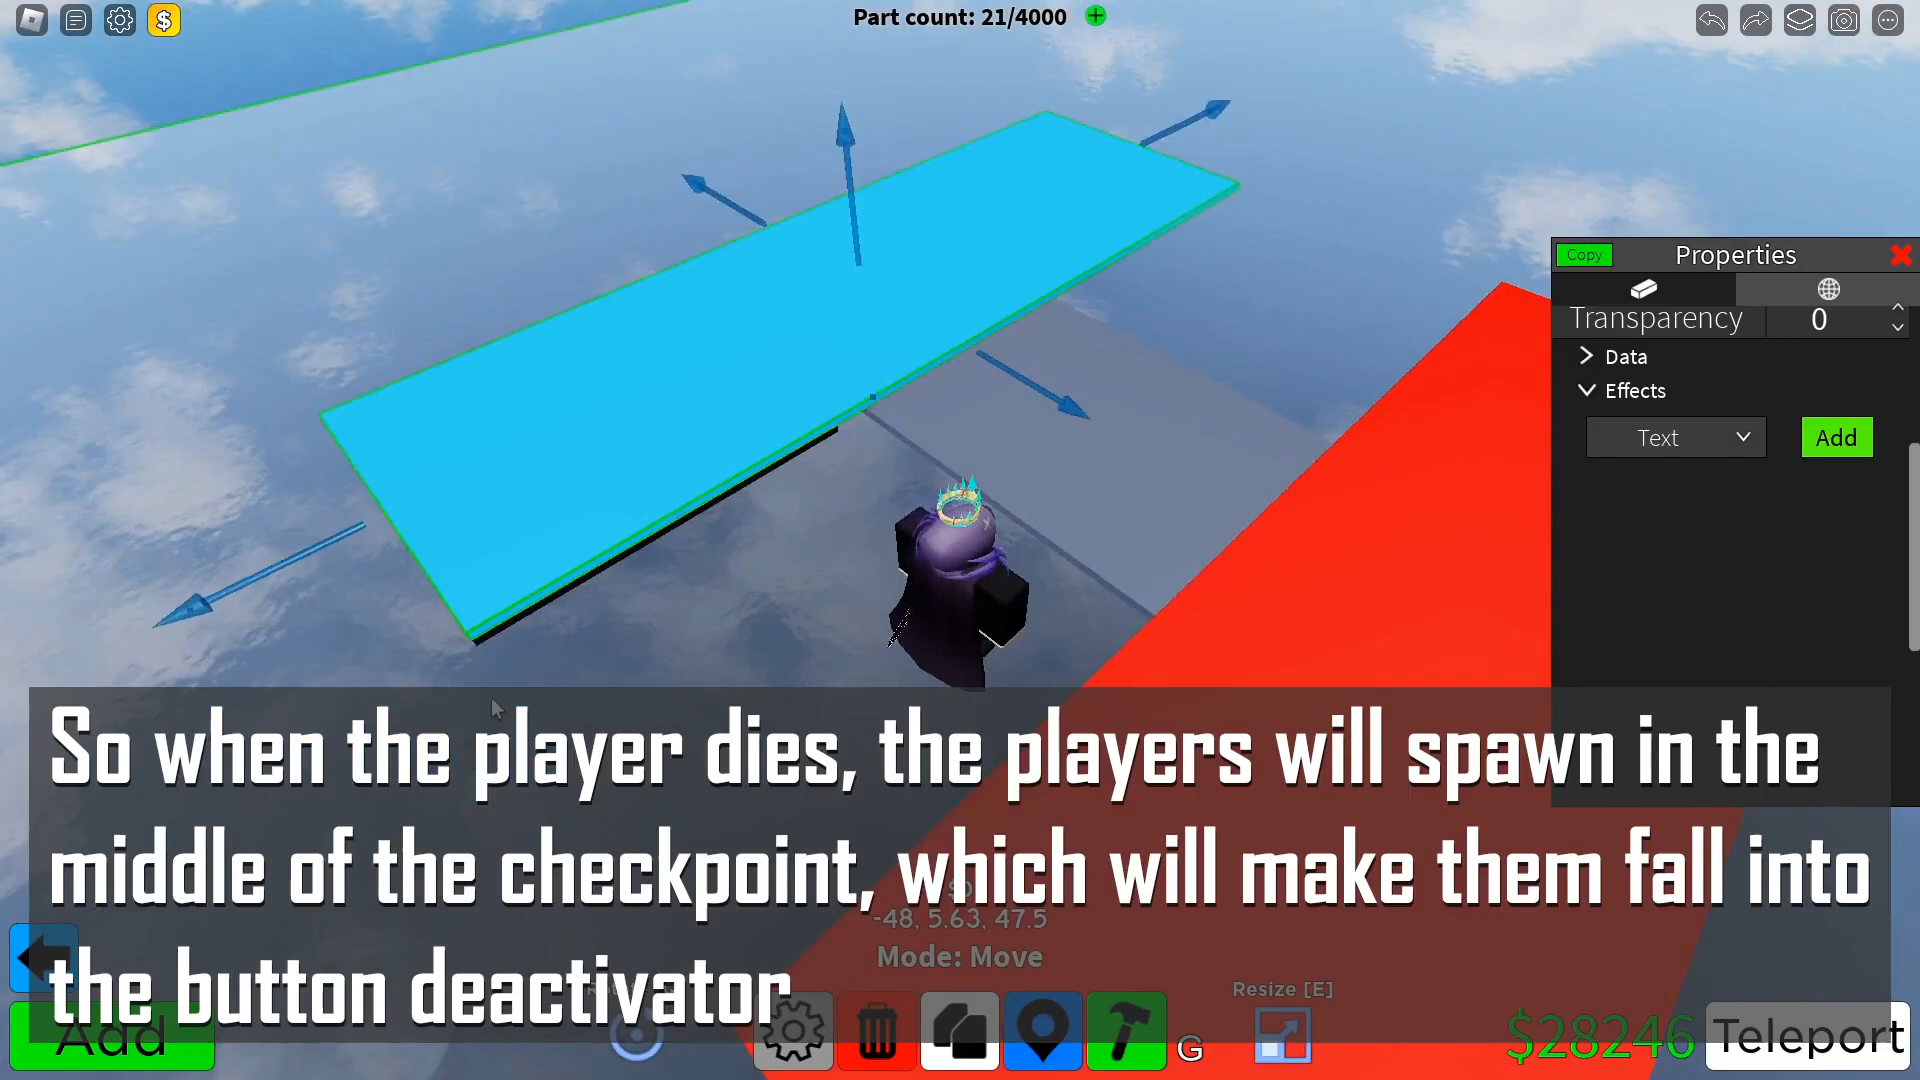 Part count: 21/4000
Copy
Properties
Transparency
0
Data
Effects
Text
Add
So when the player dies, the players will spawn in the
middle of the checkpoint, which will make them fall into
the button deactivator
-48, 5.63, 47.5
Mode: Move
Resize [E]
Add
G
$28246
Teleport